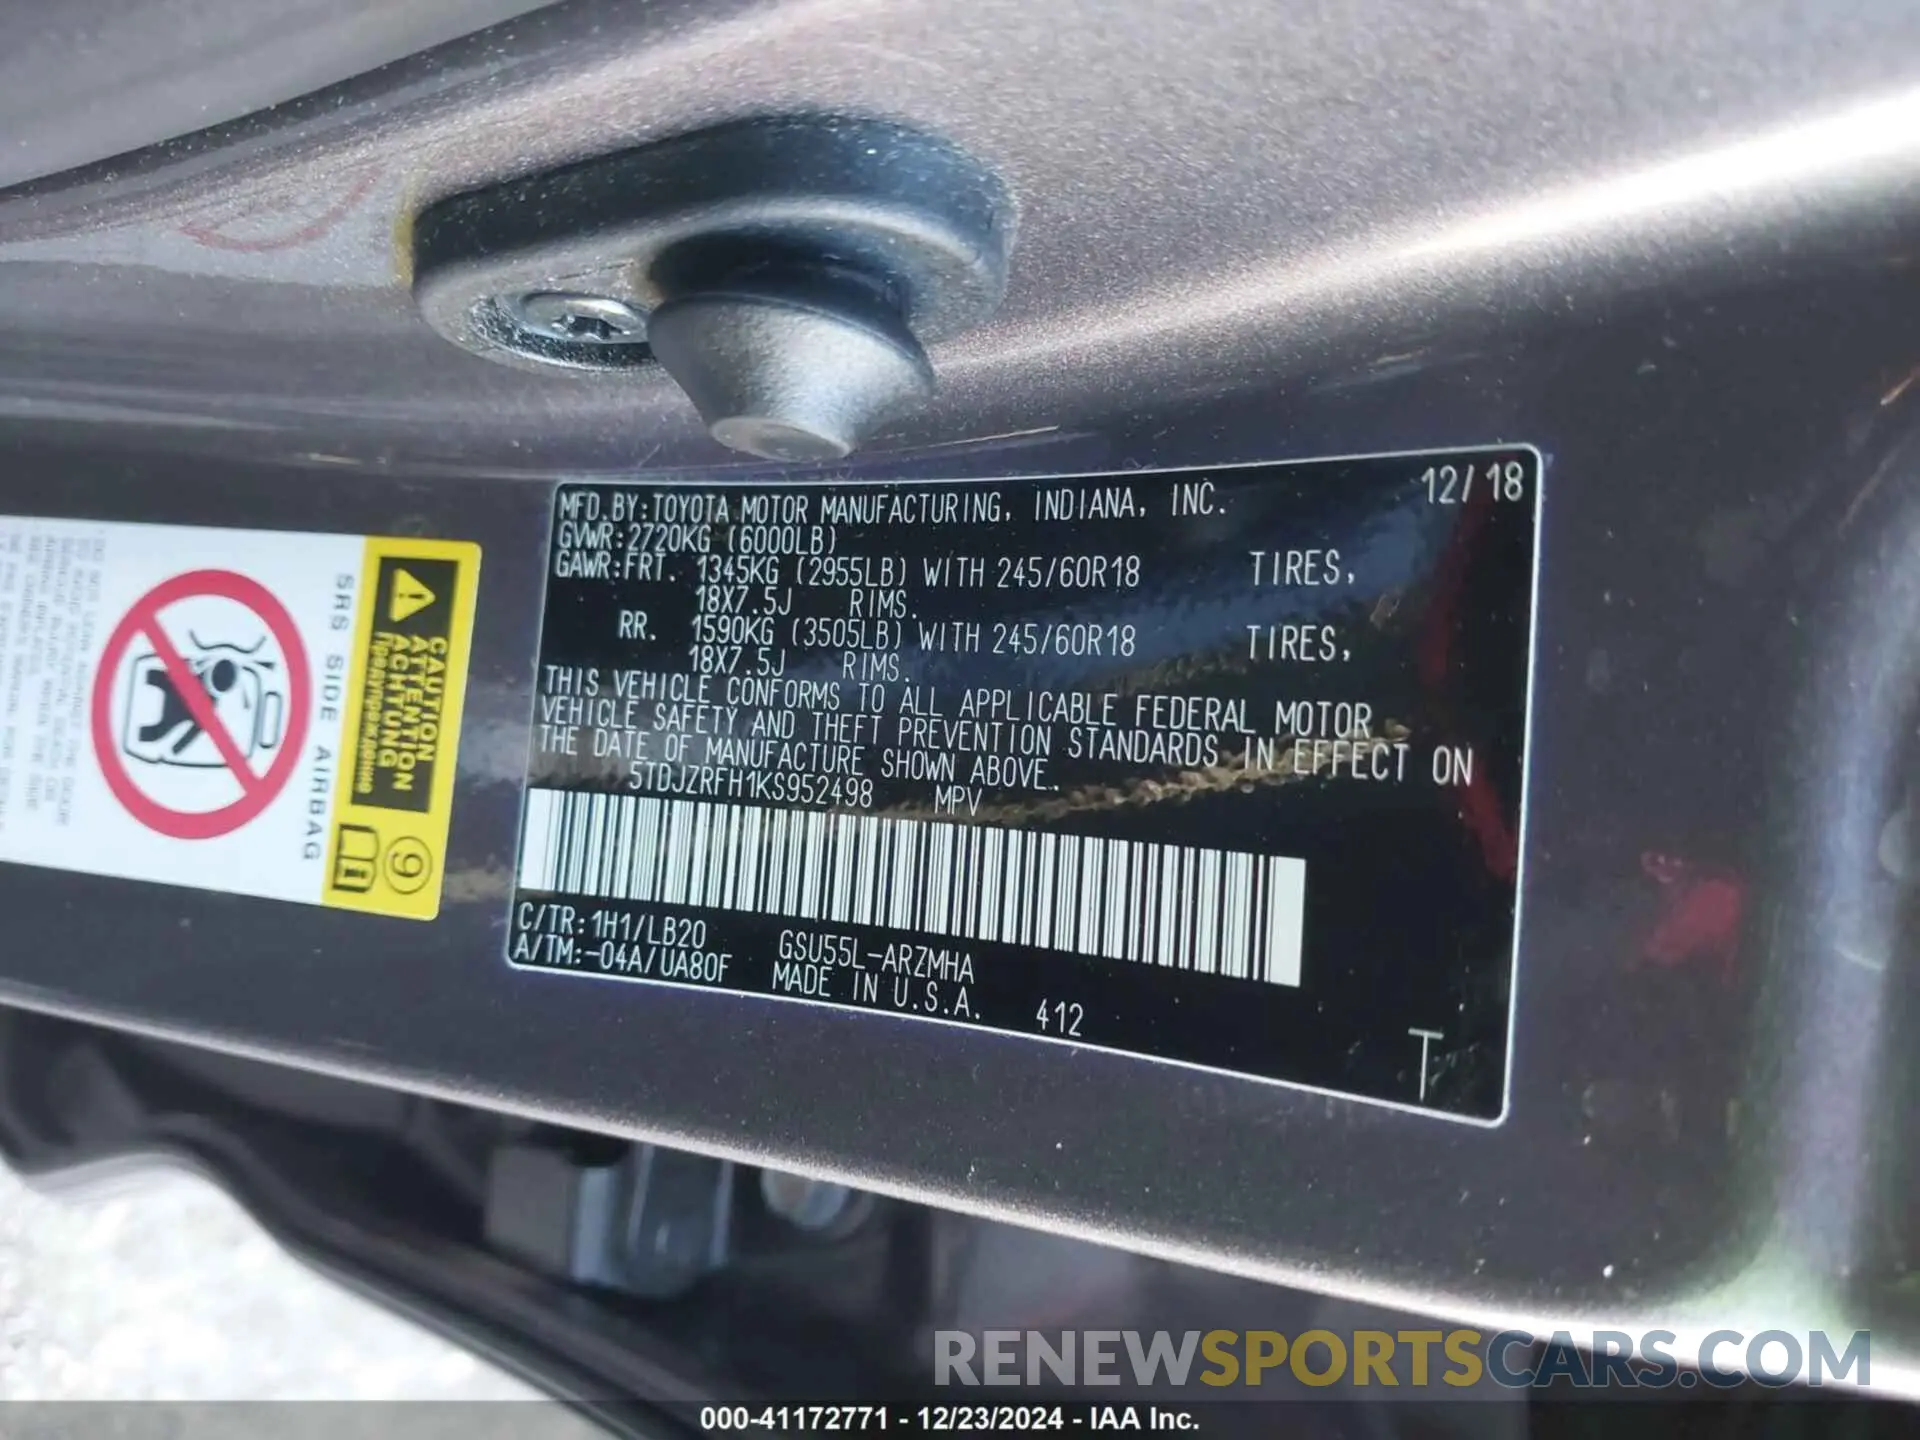 MFD.BY:TOYOTA MOTOR MANUFACTURING, INDIANA, INC. 12/18
GVWR:2720KG (6000LB)
GAWR:FRT. 1345KG (2955LB) WITH 245/60R18 TIRES,
18X7.5J RIMS.
RR. 1590KG (3505LB) WITH 245/60R18 TIRES,
18X7.5J RIMS.
THIS VEHICLE CONFORMS TO ALL APPLICABLE FEDERAL MOTOR
VEHICLE SAFETY AND THEFT PREVENTION STANDARDS IN EFFECT ON
THE DATE OF MANUFACTURE SHOWN ABOVE.
5TDJZRFH1KS952498 MPV
C/TR:1H1/LB20 GSU55L-ARZMHA
A/TM:-04A/UA80F MADE IN U.S.A. 412
T
CAUTION
ATTENTION
ACHTUNG
Предупреждение
9
SRS SIDE AIRBAG
RENEWSPORTSCARS.COM
000-41172771 - 12/23/2024 - IAA Inc.